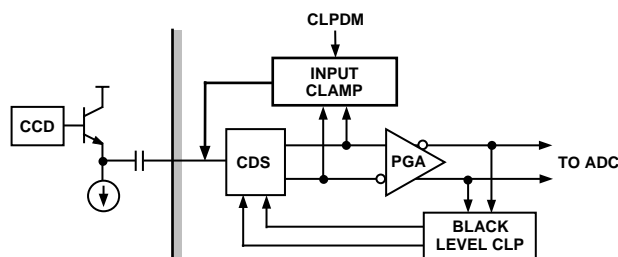 CLPDM
INPUT
CLAMP
CCD
CDS
PGA
TO ADC
BLACK
LEVEL CLP